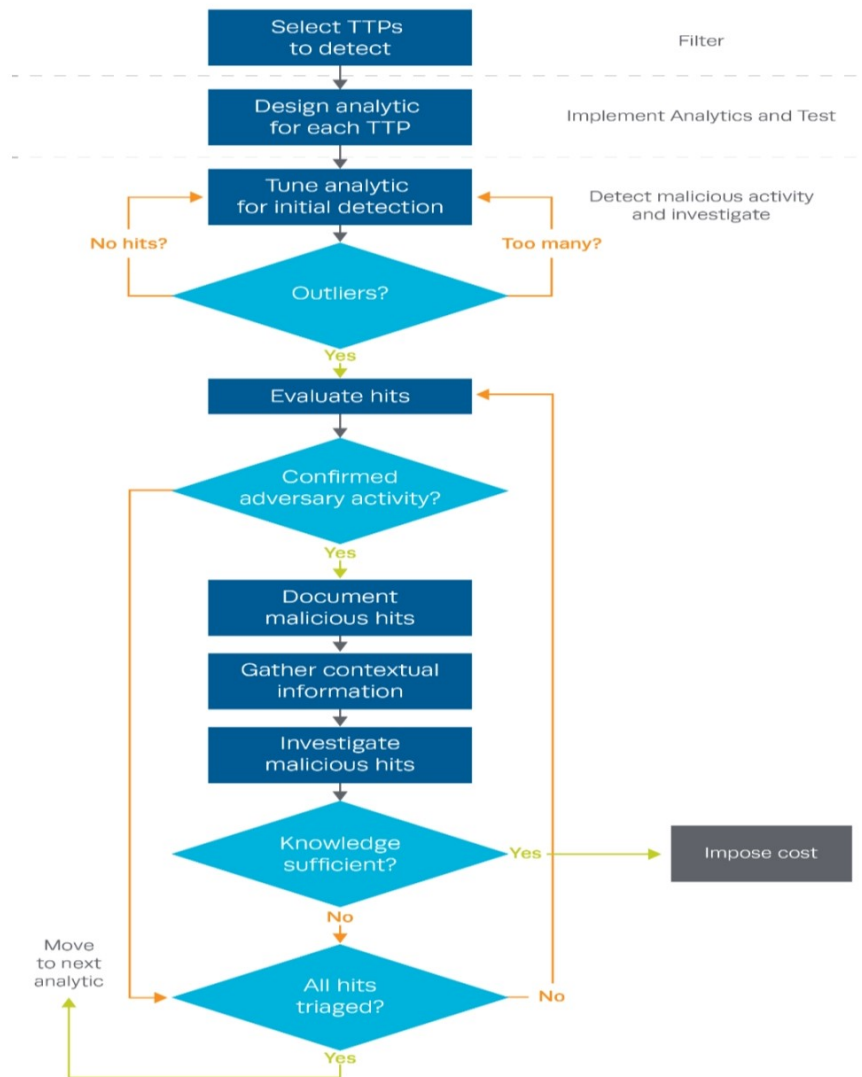 Select TTPs
to detect
Filter
Design analytic
for each TTP
Implement Analytics and Test
Tune analytic
for initial detection
Detect malicious activity
and investigate
No hits?
Too many?
Outliers?
Yes
Evaluate hits
Confirmed
adversary activity?
Yes
Document
malicious hits
Gather contextual
information
Investigate
malicious hits
Knowledge
sufficient?
Yes
Impose cost
No
Move
to next
analytic
All hits
triaged?
No
Yes